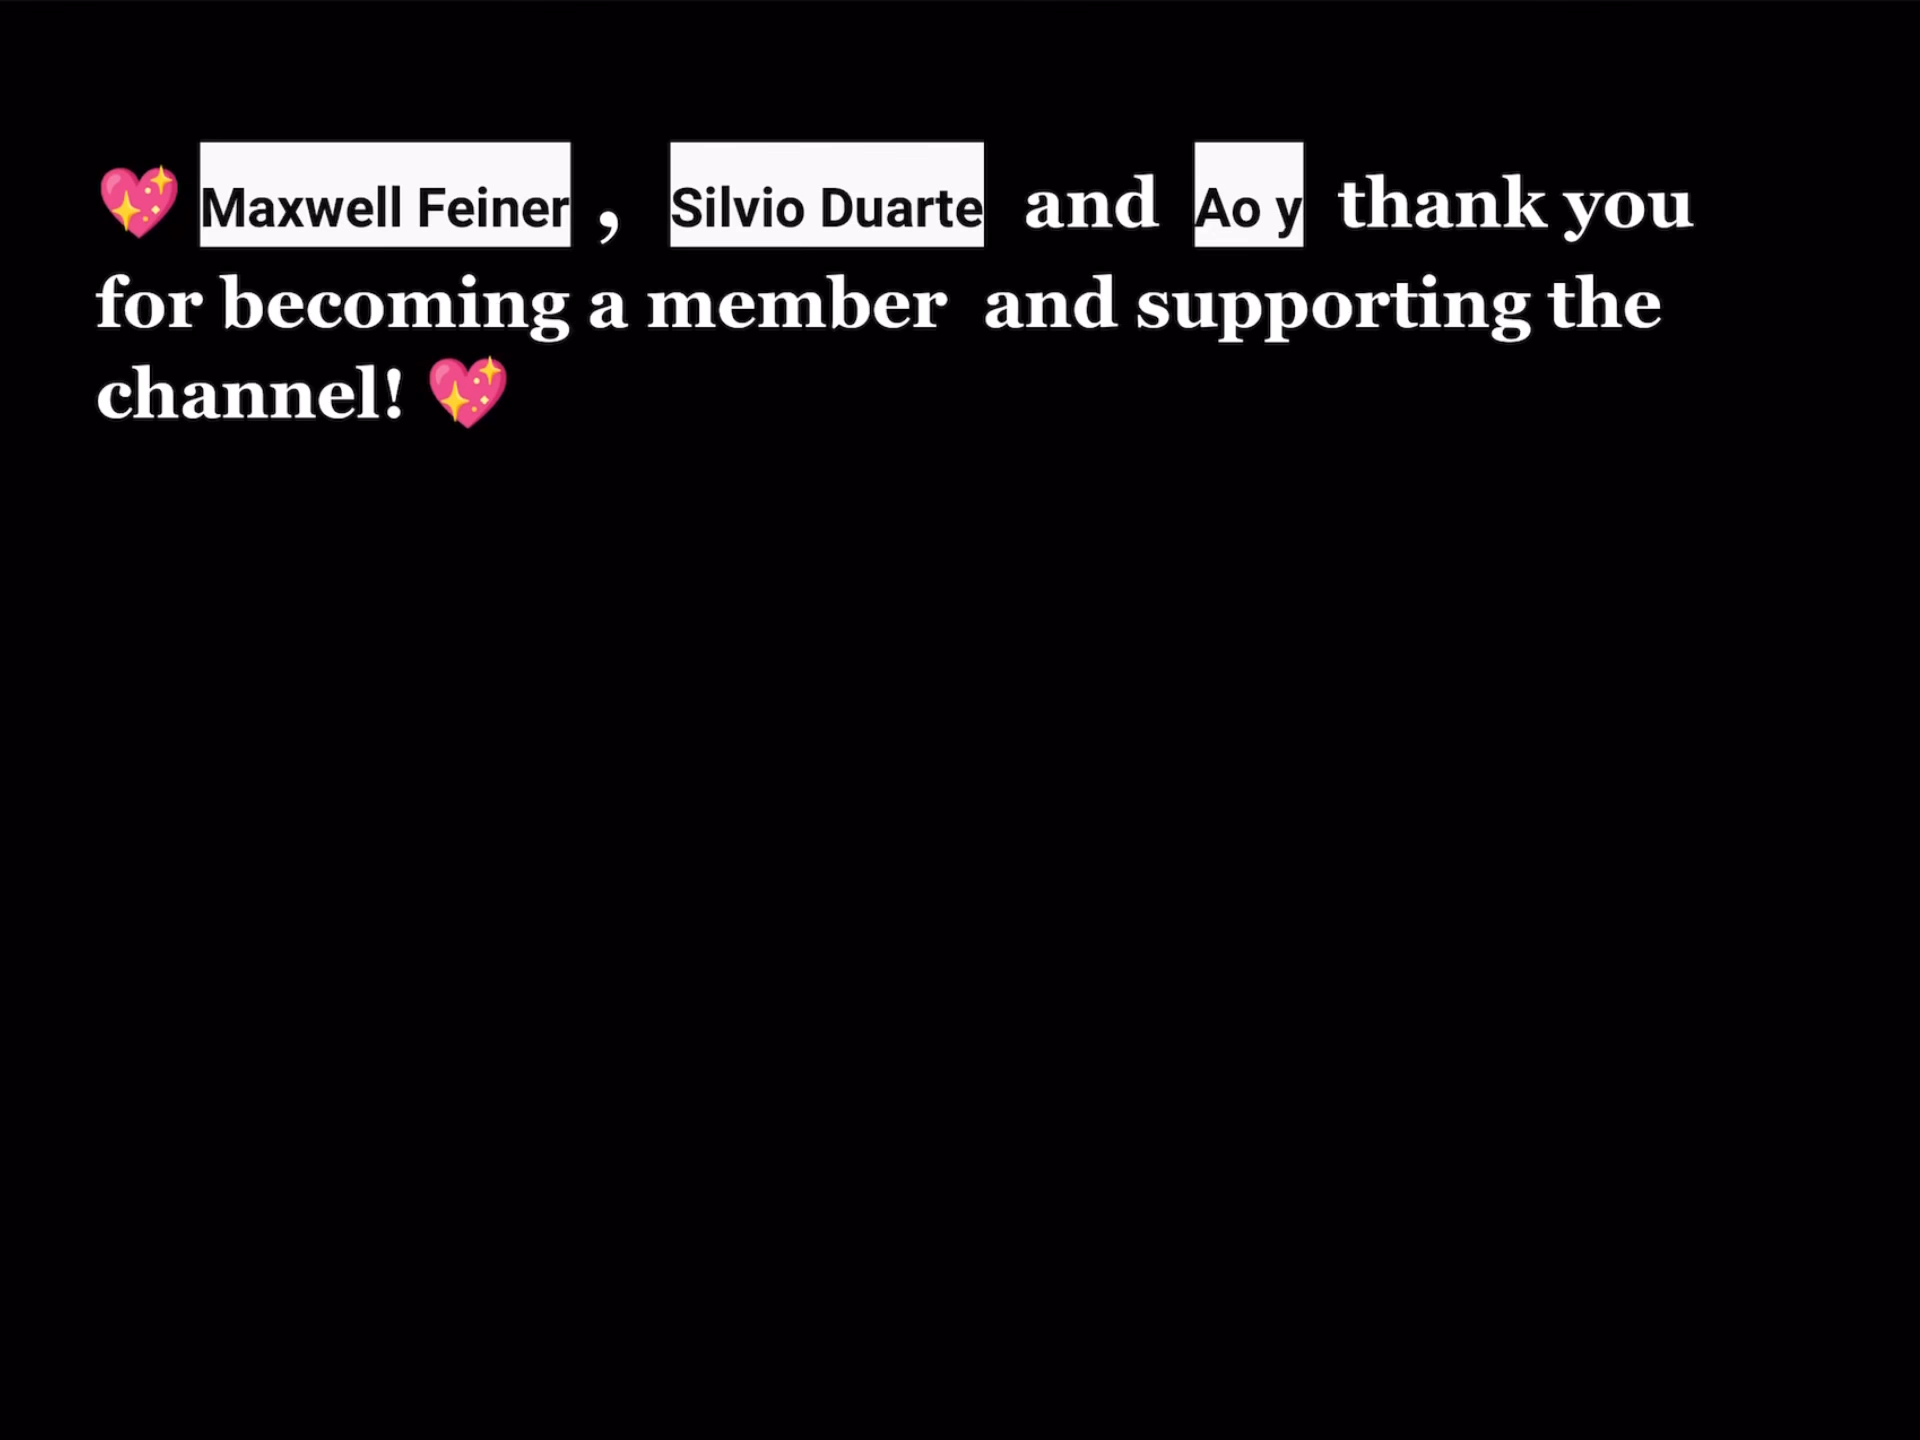 💖 Maxwell Feiner , Silvio Duarte and Ao y thank you
for becoming a member and supporting the
channel! 💖